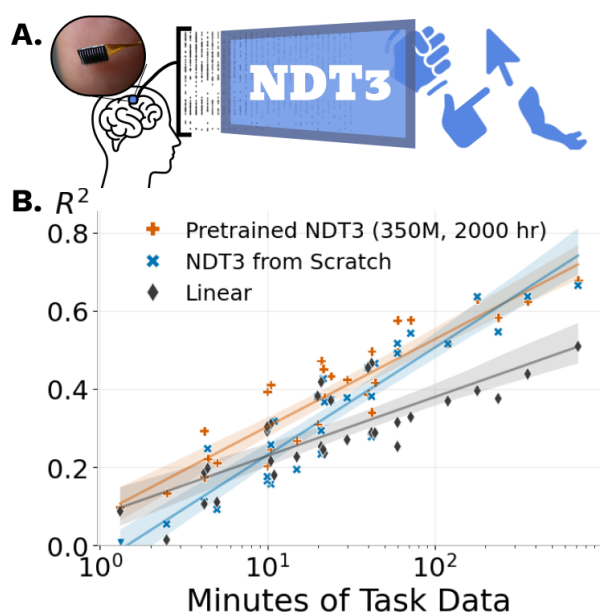 A.
NDT3
B.
R²
Pretrained NDT3 (350M, 2000 hr)
NDT3 from Scratch
Linear
0.8
0.6
0.4
0.2
0.0
10⁰ 10¹ 10²
Minutes of Task Data